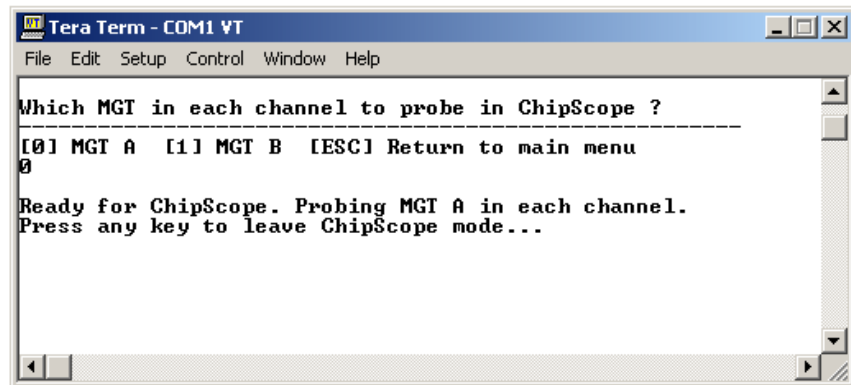 Tera Term - COM1 VT
File Edit Setup Control Window Help
Which MGT in each channel to probe in ChipScope ?
--------------------------------------------------------
[0] MGT A [1] MGT B [ESC] Return to main menu
0
Ready for ChipScope. Probing MGT A in each channel.
Press any key to leave ChipScope mode...